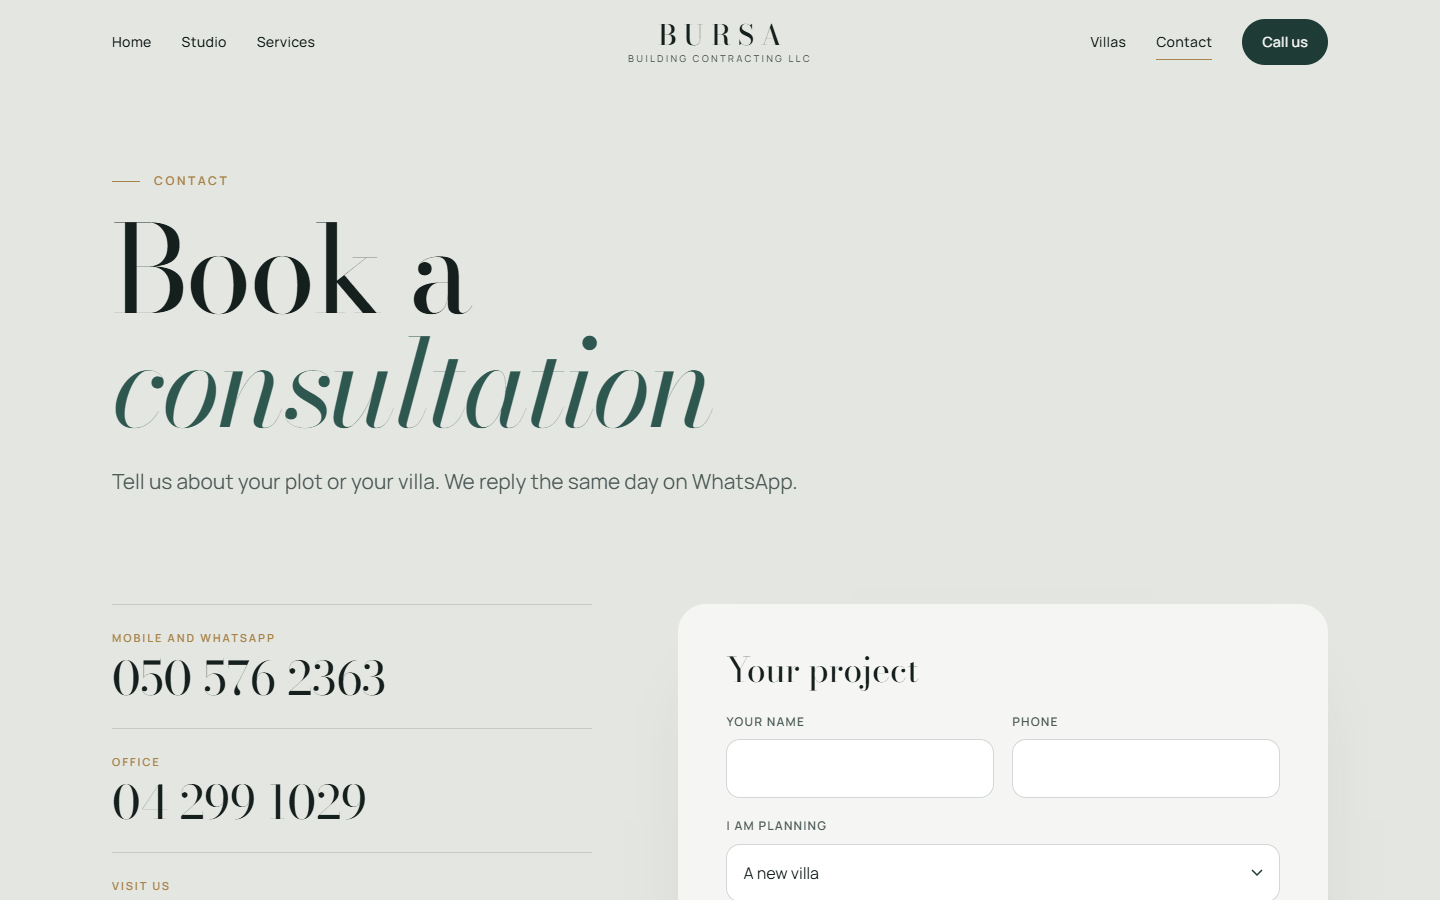 Home Studio Services
BURSA
BUILDING CONTRACTING LLC
Villas Contact Call us
CONTACT
Book a
consultation
Tell us about your plot or your villa. We reply the same day on WhatsApp.
MOBILE AND WHATSAPP
050 576 2363
OFFICE
04 299 1029
VISIT US
Your project
YOUR NAME PHONE
I AM PLANNING
A new villa